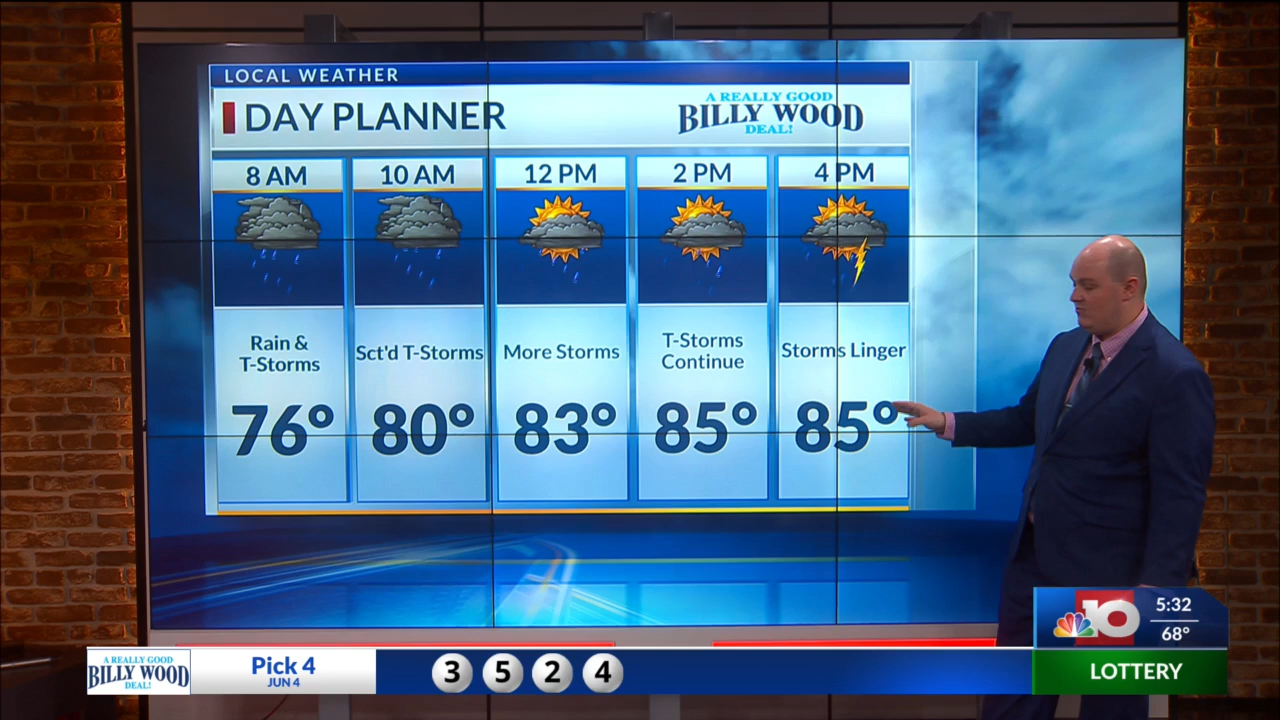 LOCAL WEATHER
DAY PLANNER
A REALLY GOOD
BILLY WOOD
DEAL!
8 AM
10 AM
12 PM
2 PM
4 PM
Rain &
T-Storms
Sct'd T-Storms
More Storms
T-Storms
Continue
Storms Linger
76°
80°
83°
85°
85°
10
5:32
68°
A REALLY GOOD
BILLY WOOD
DEAL!
Pick 4
JUN 4
3 5 2 4
LOTTERY